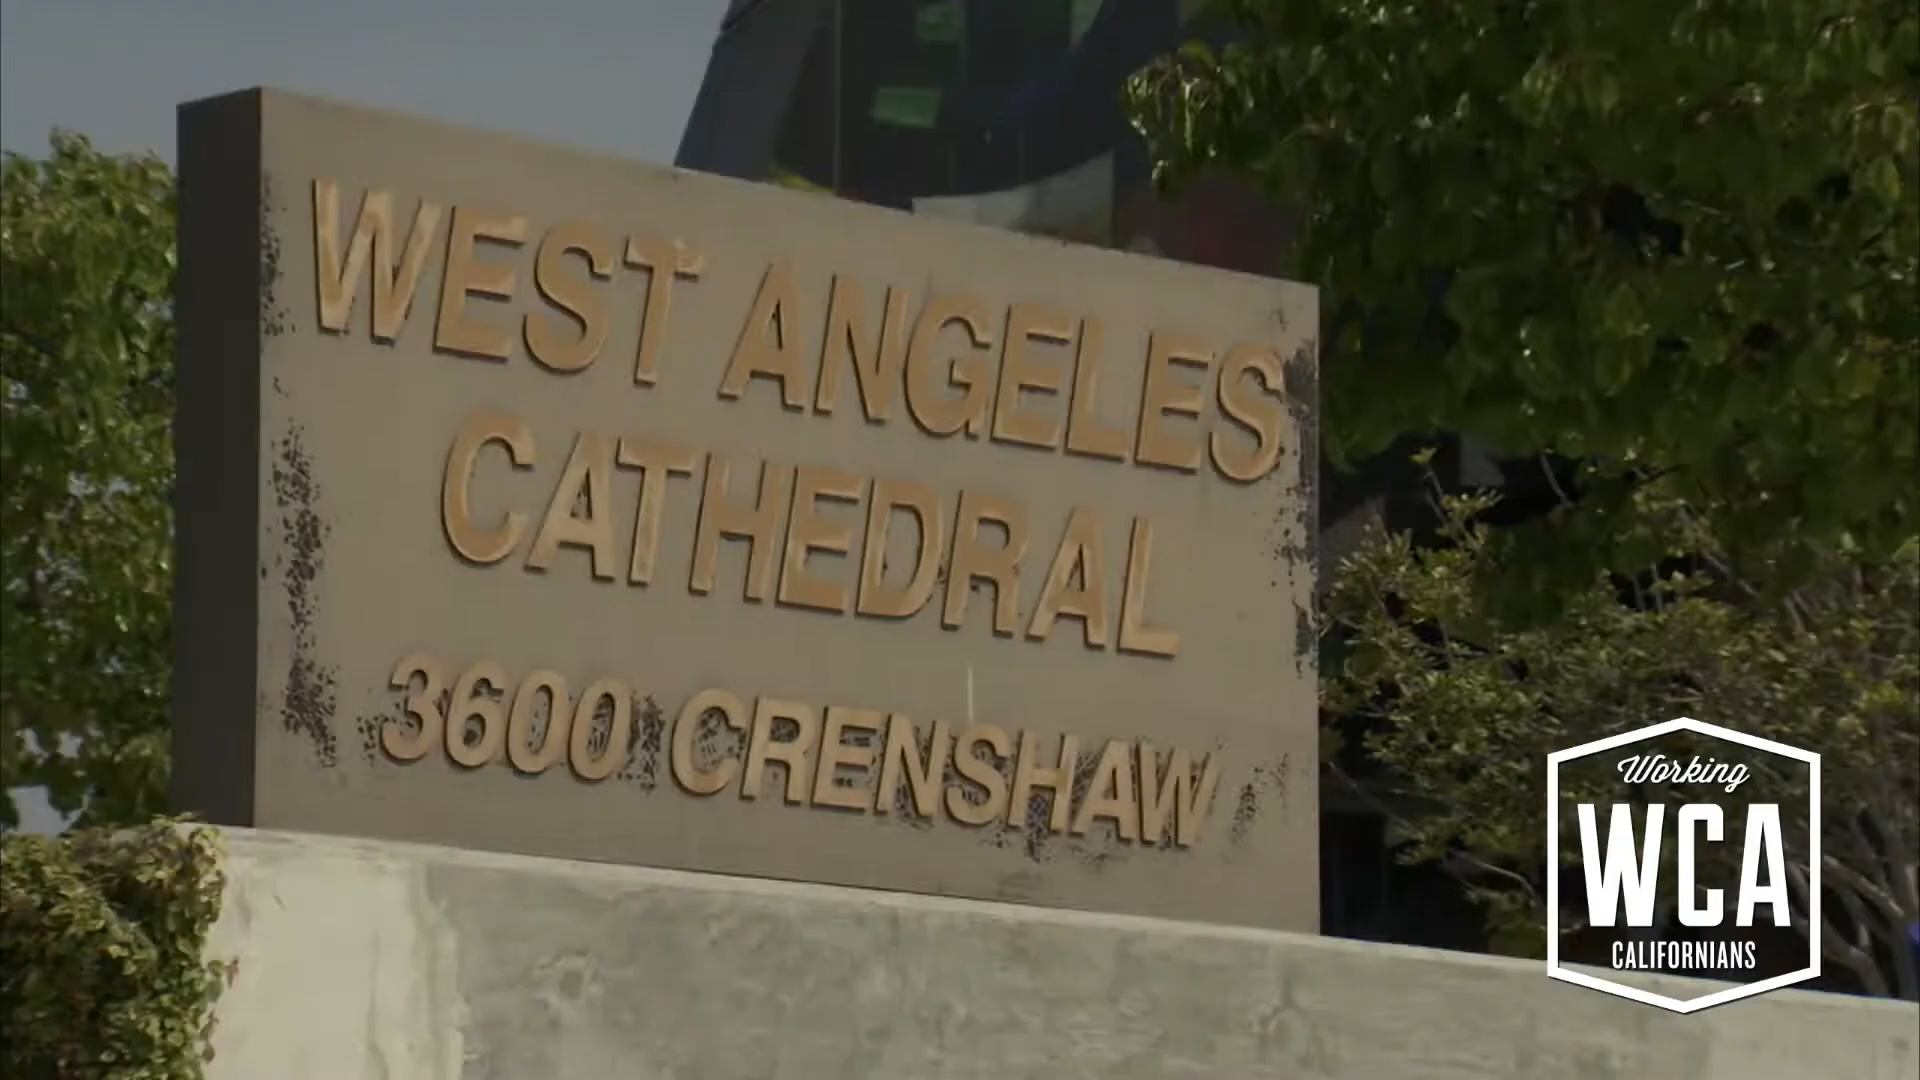 WEST ANGELES
CATHEDRAL
3600 CRENSHAW
Working
WCA
CALIFORNIANS